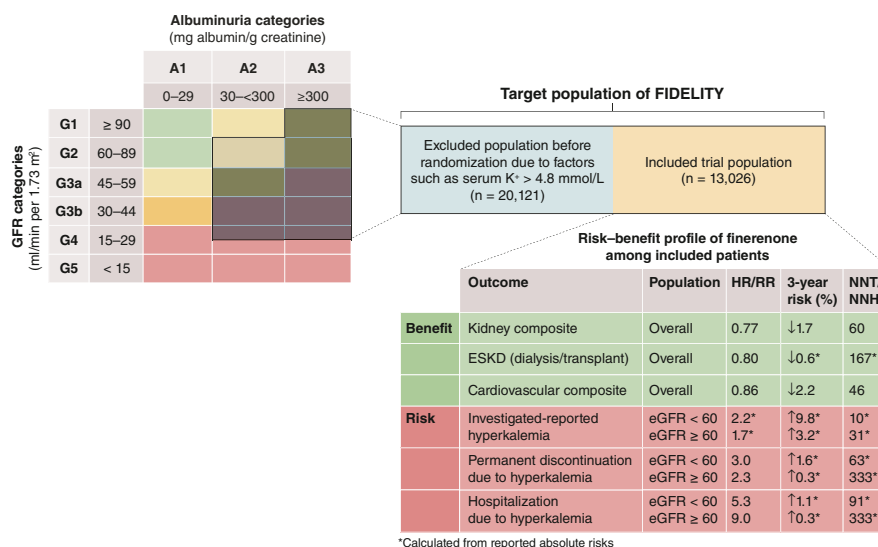 Albuminuria categories
(mg albumin/g creatinine)
A1 A2 A3
0–29 30–<300 ≥300
GFR categories
(ml/min per 1.73 m²)
G1 ≥ 90
G2 60–89
G3a 45–59
G3b 30–44
G4 15–29
G5 < 15
Target population of FIDELITY
Excluded population before
randomization due to factors
such as serum K⁺ > 4.8 mmol/L
(n = 20,121)
Included trial population
(n = 13,026)
Risk–benefit profile of finerenone
among included patients
Outcome Population HR/RR 3-year risk (%) NNT/ NNH
Benefit Kidney composite Overall 0.77 ↓1.7 60
ESKD (dialysis/transplant) Overall 0.80 ↓0.6* 167*
Cardiovascular composite Overall 0.86 ↓2.2 46
Risk Investigated-reported eGFR < 60 2.2* ↑9.8* 10*
hyperkalemia eGFR ≥ 60 1.7* ↑3.2* 31*
Permanent discontinuation eGFR < 60 3.0 ↑1.6* 63*
due to hyperkalemia eGFR ≥ 60 2.3 ↑0.3* 333*
Hospitalization eGFR < 60 5.3 ↑1.1* 91*
due to hyperkalemia eGFR ≥ 60 9.0 ↑0.3* 333*
*Calculated from reported absolute risks